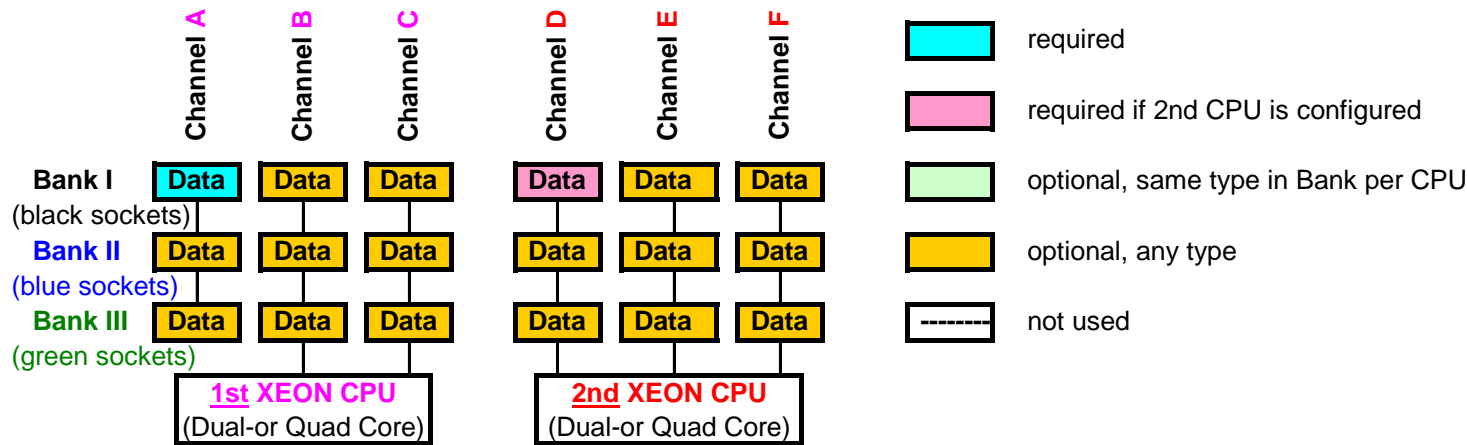 Channel A
Channel B
Channel C
Channel D
Channel E
Channel F
required
required if 2nd CPU is configured
Bank I
Data
Data
Data
Data
Data
Data
(black sockets)
optional, same type in Bank per CPU
Bank II
Data
Data
Data
Data
Data
Data
(blue sockets)
optional, any type
Bank III
Data
Data
Data
Data
Data
Data
(green sockets)
--------
not used
1st XEON CPU
(Dual-or Quad Core)
2nd XEON CPU
(Dual-or Quad Core)